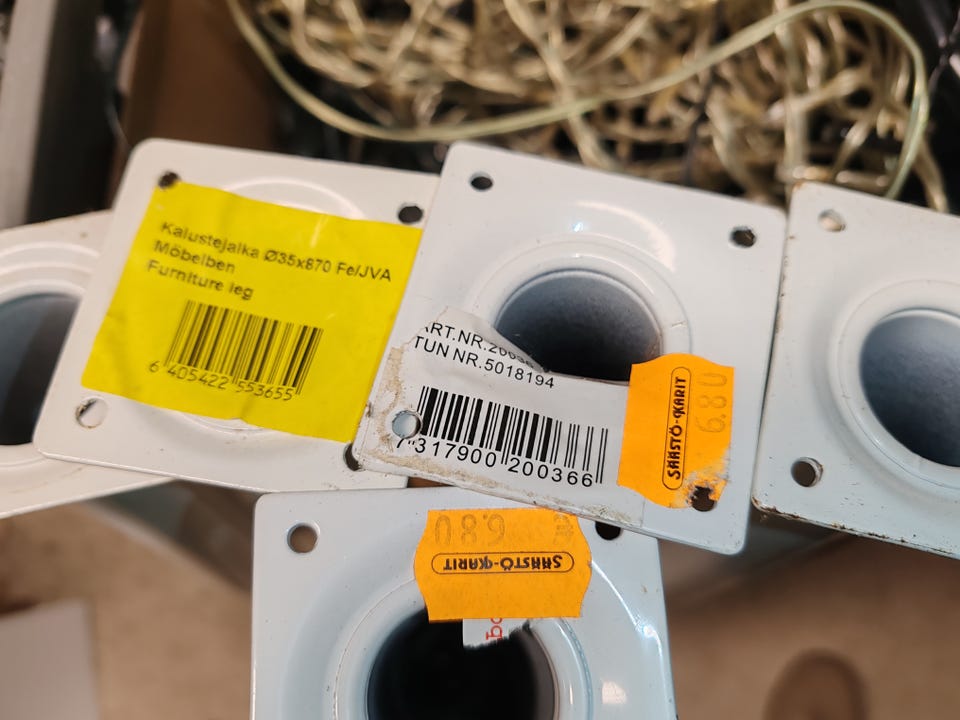 Kalustejalka Ø35x870 Fe/JVA
Möbelben
Furniture leg
6 405422 553655
ART.NR.
TUN NR.5018194
7 317900 200366
6.80
SÄÄSTÖ-KARIT
6.80 €
SÄÄSTÖ-KARIT